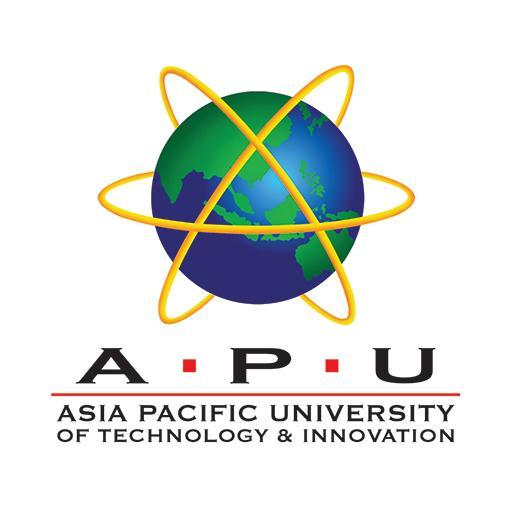 A · P · U
ASIA PACIFIC UNIVERSITY
OF TECHNOLOGY & INNOVATION